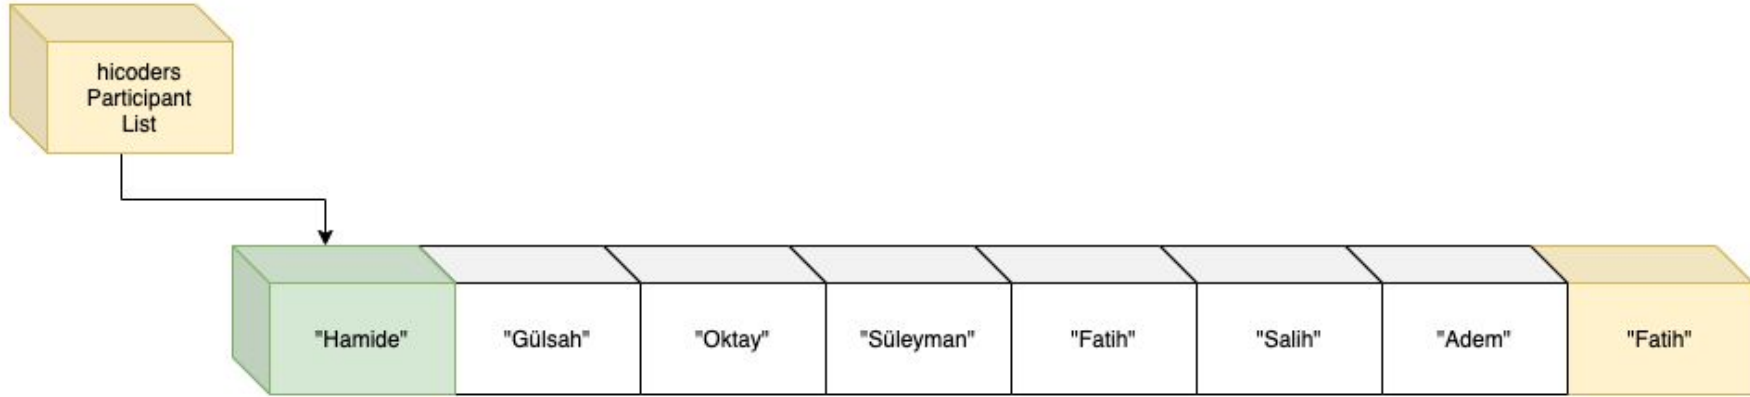 hicoders
Participant
List
"Hamide"
"Gülsah"
"Oktay"
"Süleyman"
"Fatih"
"Salih"
"Adem"
"Fatih"